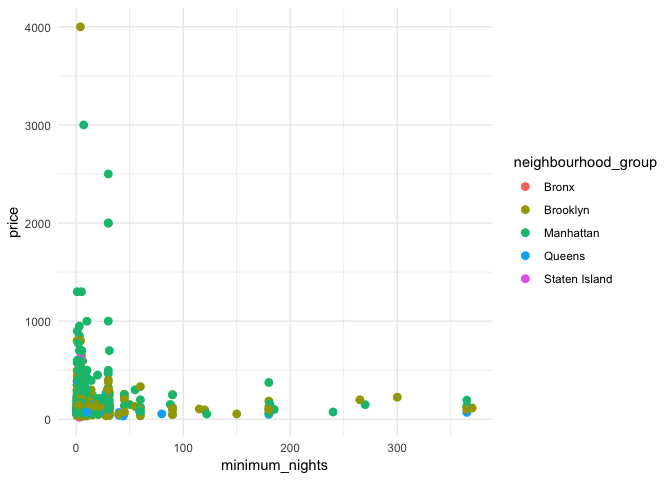 4000
3000
2000
1000
0
price
0
100
200
300
minimum_nights
neighbourhood_group
Bronx
Brooklyn
Manhattan
Queens
Staten Island